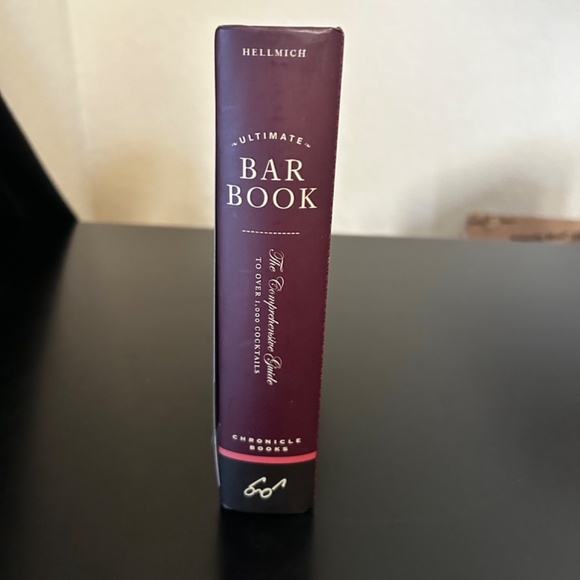 HELLMICH
ULTIMATE
BAR
BOOK
The Comprehensive Guide
TO OVER 1,000 COCKTAILS
CHRONICLE
BOOKS